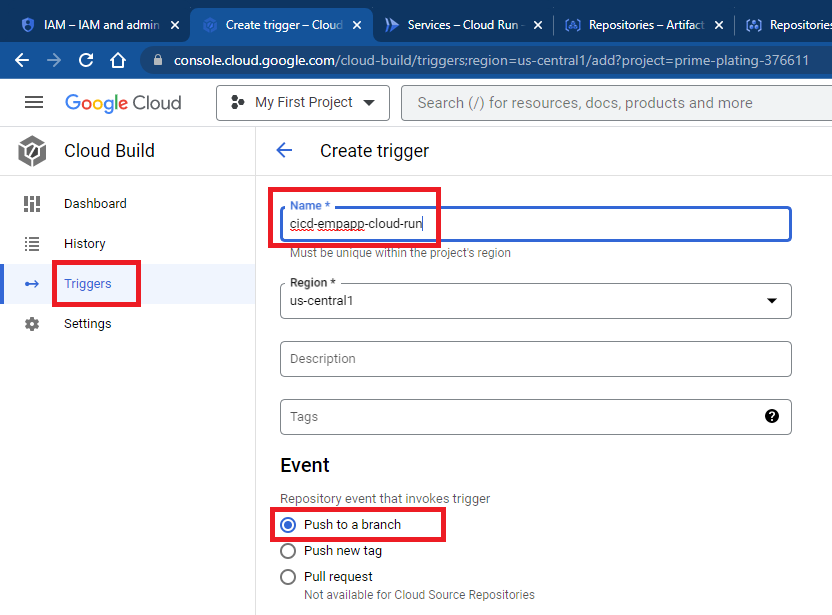 IAM – IAM and admin
Create trigger – Cloud
Services – Cloud Run -
Repositories – Artifact
Repositories
console.cloud.google.com/cloud-build/triggers;region=us-central1/add?project=prime-plating-376611
Google Cloud
My First Project
Search (/) for resources, docs, products and more
Cloud Build
Create trigger
Dashboard
History
Triggers
Settings
Name *
cicd-empapp-cloud-run
Must be unique within the project's region
Region *
us-central1
Description
Tags
Event
Repository event that invokes trigger
Push to a branch
Push new tag
Pull request
Not available for Cloud Source Repositories